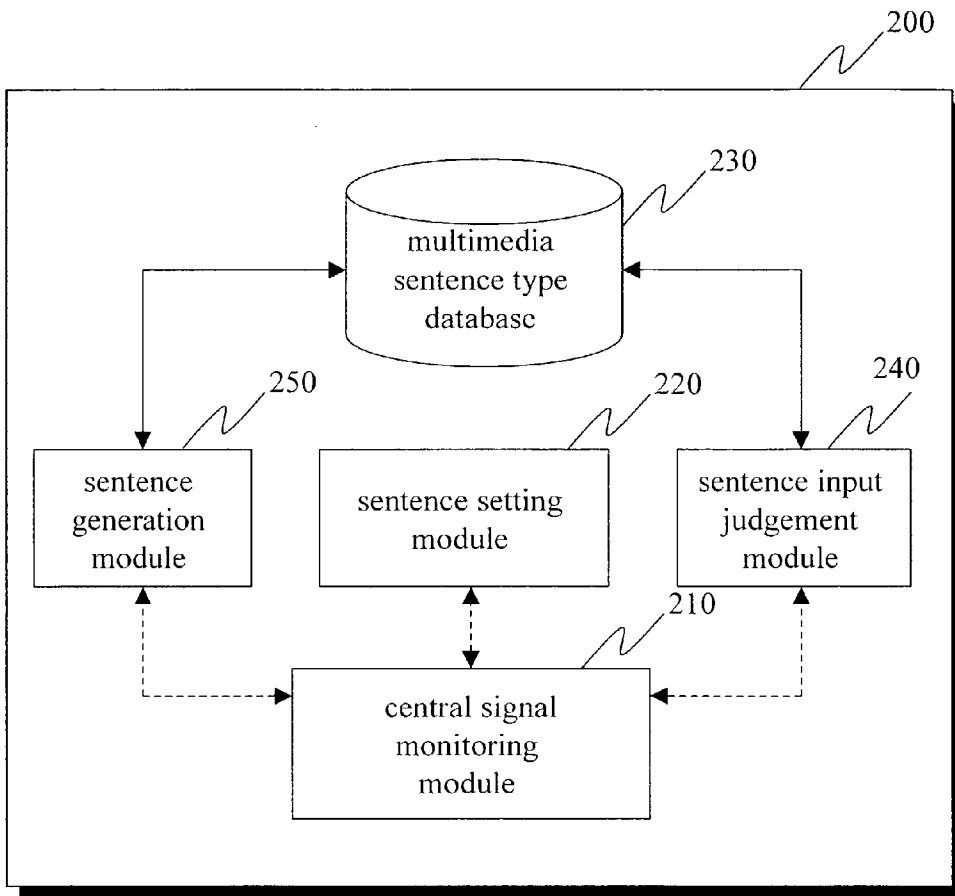 200
230
multimedia
sentence type
database
250
220
240
sentence
generation
module
sentence setting
module
sentence input
judgement
module
210
central signal
monitoring
module